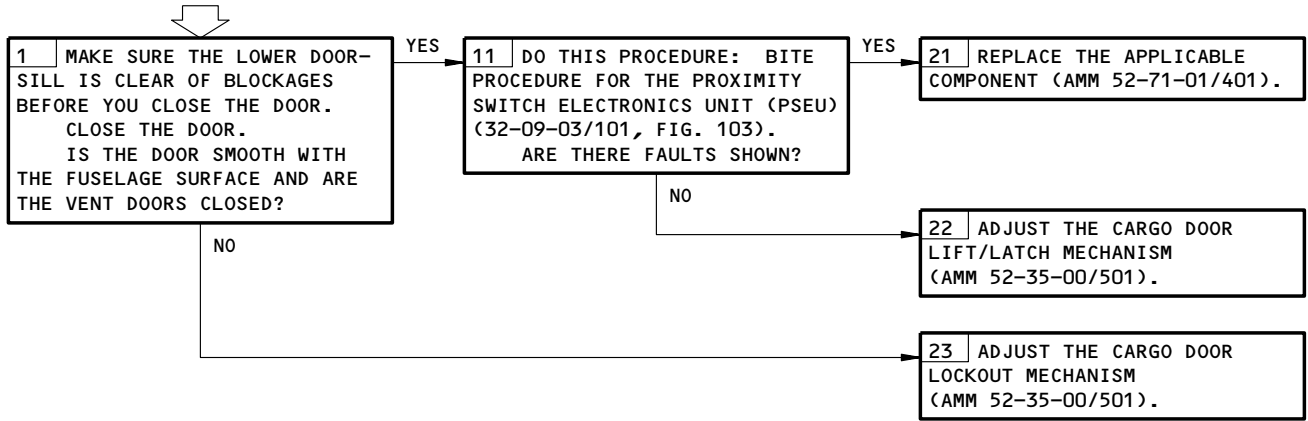 1 MAKE SURE THE LOWER DOOR-
SILL IS CLEAR OF BLOCKAGES
BEFORE YOU CLOSE THE DOOR.
CLOSE THE DOOR.
IS THE DOOR SMOOTH WITH
THE FUSELAGE SURFACE AND ARE
THE VENT DOORS CLOSED?
YES
NO
11 DO THIS PROCEDURE: BITE
PROCEDURE FOR THE PROXIMITY
SWITCH ELECTRONICS UNIT (PSEU)
(32-09-03/101, FIG. 103).
ARE THERE FAULTS SHOWN?
YES
NO
21 REPLACE THE APPLICABLE
COMPONENT (AMM 52-71-01/401).
22 ADJUST THE CARGO DOOR
LIFT/LATCH MECHANISM
(AMM 52-35-00/501).
23 ADJUST THE CARGO DOOR
LOCKOUT MECHANISM
(AMM 52-35-00/501).